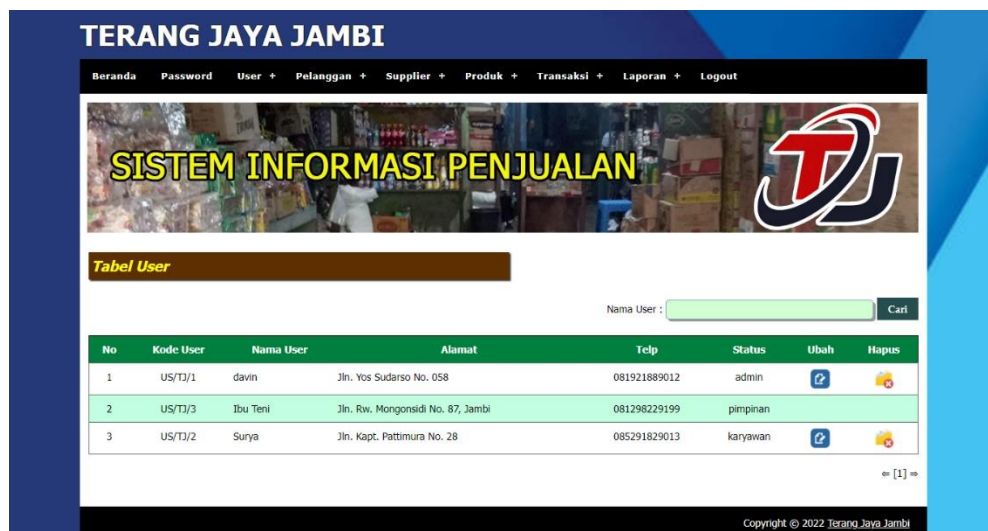 TERANG JAYA JAMBI
Beranda Password User + Pelanggan + Supplier + Produk + Transaksi + Laporan + Logout
SISTEM INFORMASI PENJUALAN TJ
Tabel User
Nama User : Cari
No Kode User Nama User Alamat Telp Status Ubah Hapus
1 US/TJ/1 davin Jln. Yos Sudarso No. 058 081921889012 admin
2 US/TJ/3 Ibu Teni Jln. Rw. Mongonsidi No. 87, Jambi 081298229199 pimpinan
3 US/TJ/2 Surya Jln. Kapt. Pattimura No. 28 085291829013 karyawan
⇐ [1] ⇒
Copyright © 2022 Terang Jaya Jambi